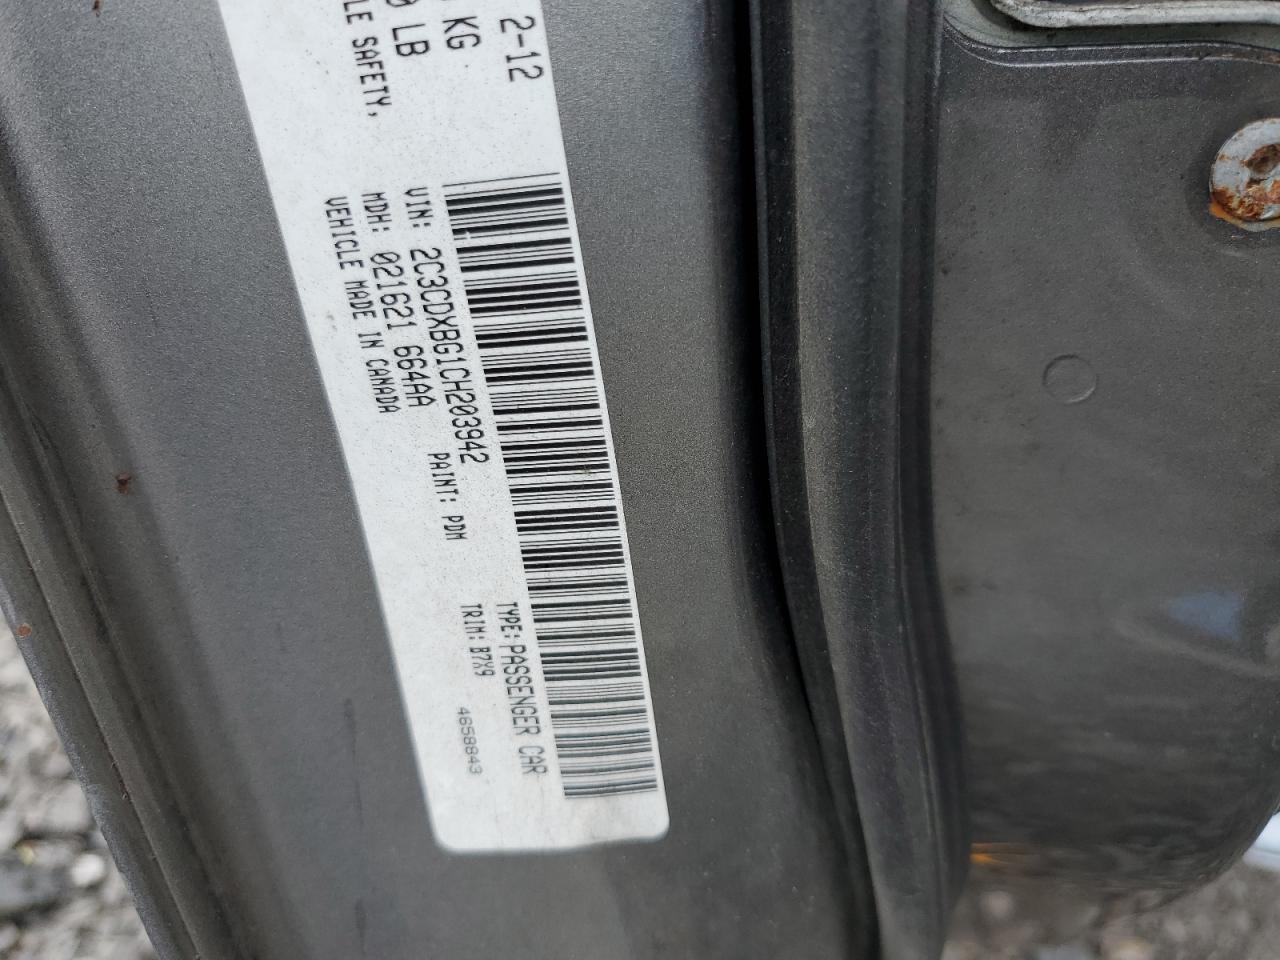 2-12
KG
0 LB
LE SAFETY,
VIN: 2C3CDXBG1CH203942
TYPE: PASSENGER CAR
MDH: 021621 664AA
PAINT: PDM
TRIM: B7X9
VEHICLE MADE IN CANADA
4658843